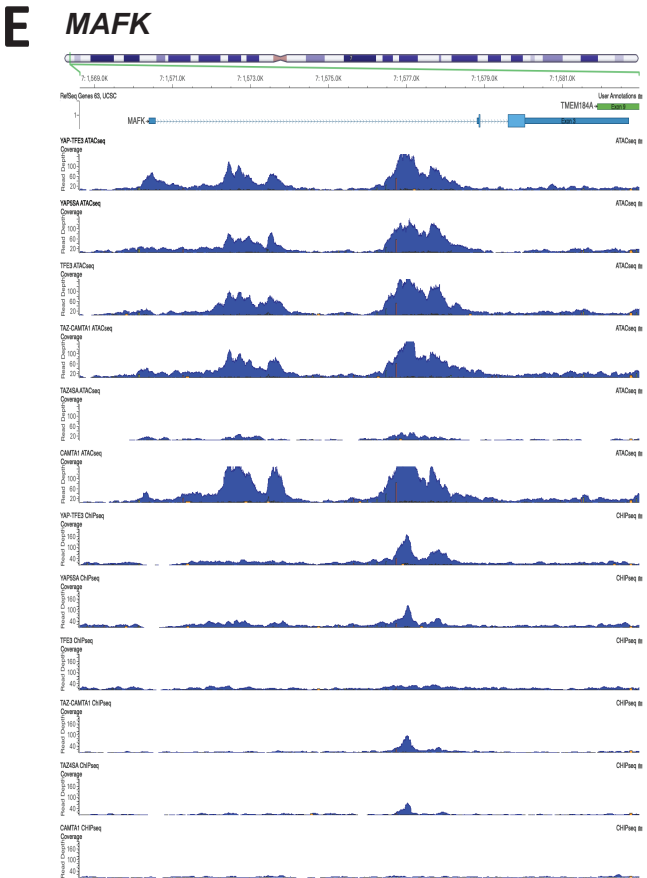 E MAFK
7:1,569.0K 7:1,571.0K 7:1,573.0K 7:1,575.0K 7:1,577.0K 7:1,579.0K 7:1,581.0K
RefSeq Genes 63, UCSC User Annotations
TMEM184A Exon 9
1
MAFK Exon 3
YAP-TFE3 ATACseq ATACseq
Coverage
Read Depth
100
60
20
YAP5SA ATACseq ATACseq
Coverage
Read Depth
100
60
20
TFE3 ATACseq ATACseq
Coverage
Read Depth
100
60
20
TAZ-CAMTA1 ATACseq ATACseq
Coverage
Read Depth
100
60
20
TAZ4SA ATACseq ATACseq
Coverage
Read Depth
100
60
20
CAMTA1 ATACseq ATACseq
Coverage
Read Depth
100
60
20
YAP-TFE3 ChIPseq CHIPseq
Coverage
Read Depth
160
100
40
YAP5SA ChIPseq CHIPseq
Coverage
Read Depth
160
100
40
TFE3 ChIPseq CHIPseq
Coverage
Read Depth
160
100
40
TAZ-CAMTA1 ChIPseq CHIPseq
Coverage
Read Depth
160
100
40
TAZ4SA ChIPseq CHIPseq
Coverage
Read Depth
160
100
40
CAMTA1 CHIPseq CHIPseq
Coverage
Read Depth
160
100
40